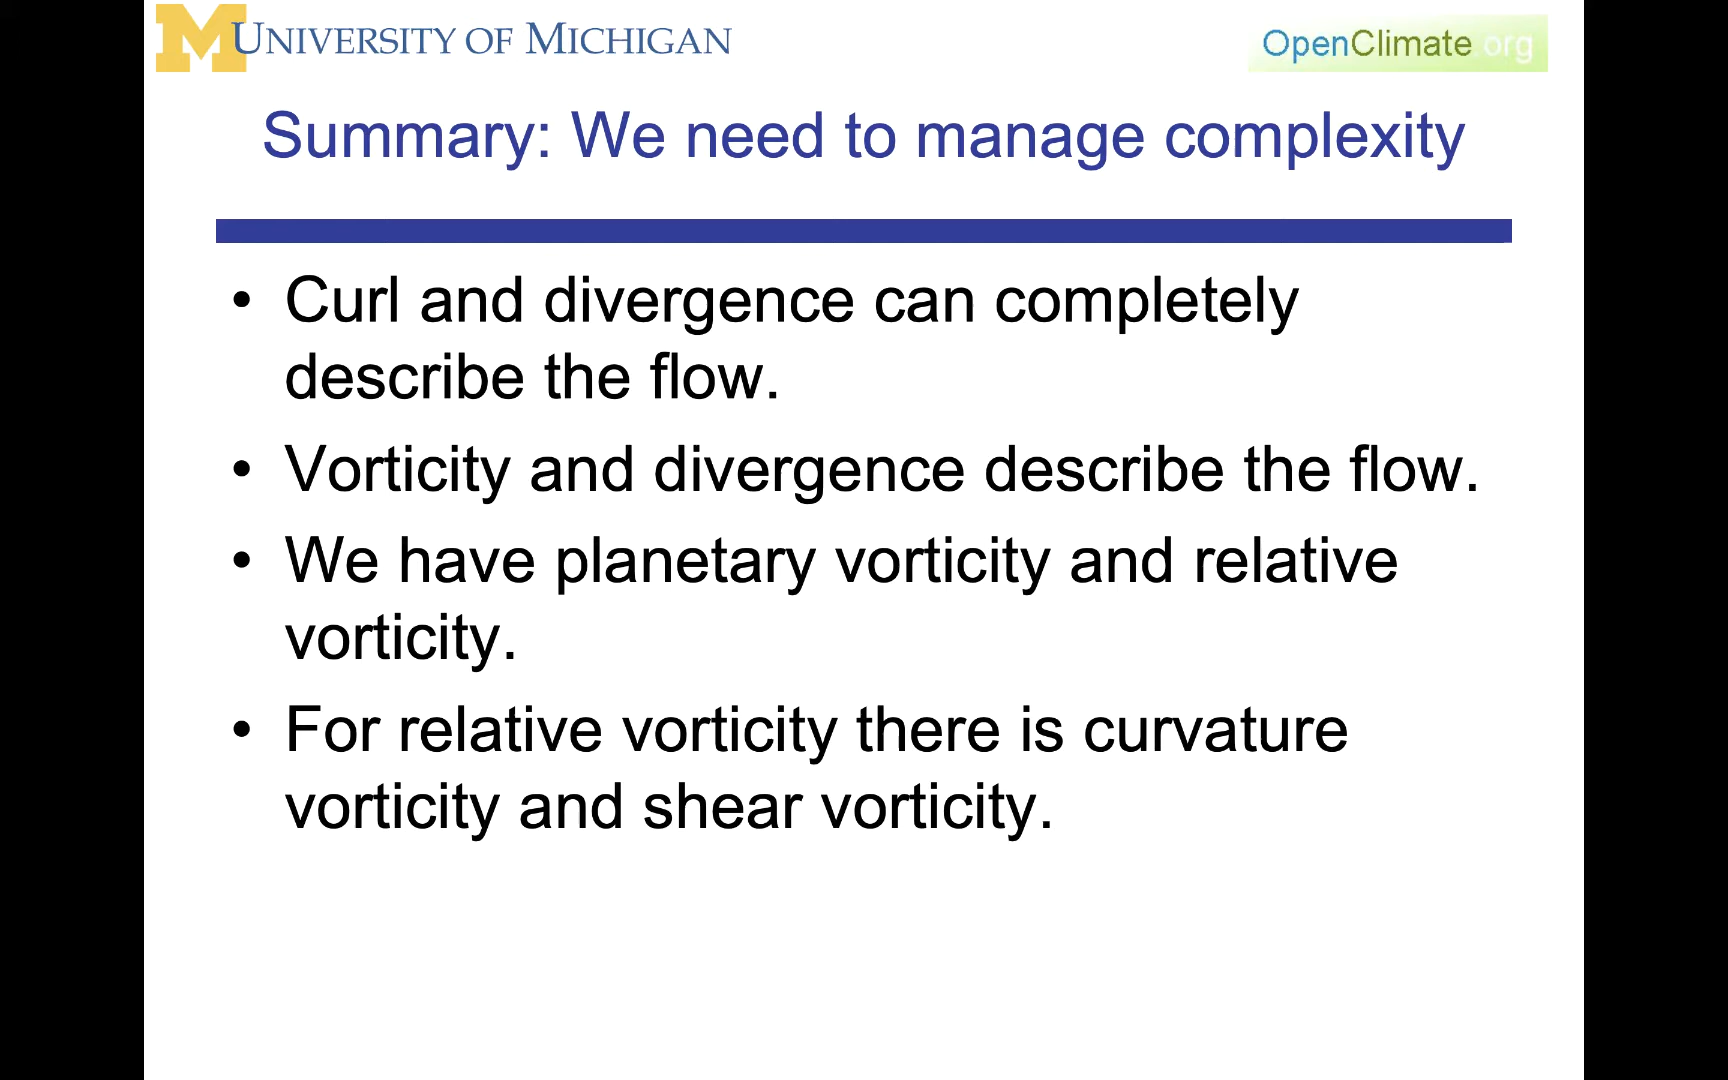 UNIVERSITY OF MICHIGAN
OpenClimate.org
Summary: We need to manage complexity
• Curl and divergence can completely
describe the flow.
• Vorticity and divergence describe the flow.
• We have planetary vorticity and relative
vorticity.
• For relative vorticity there is curvature
vorticity and shear vorticity.